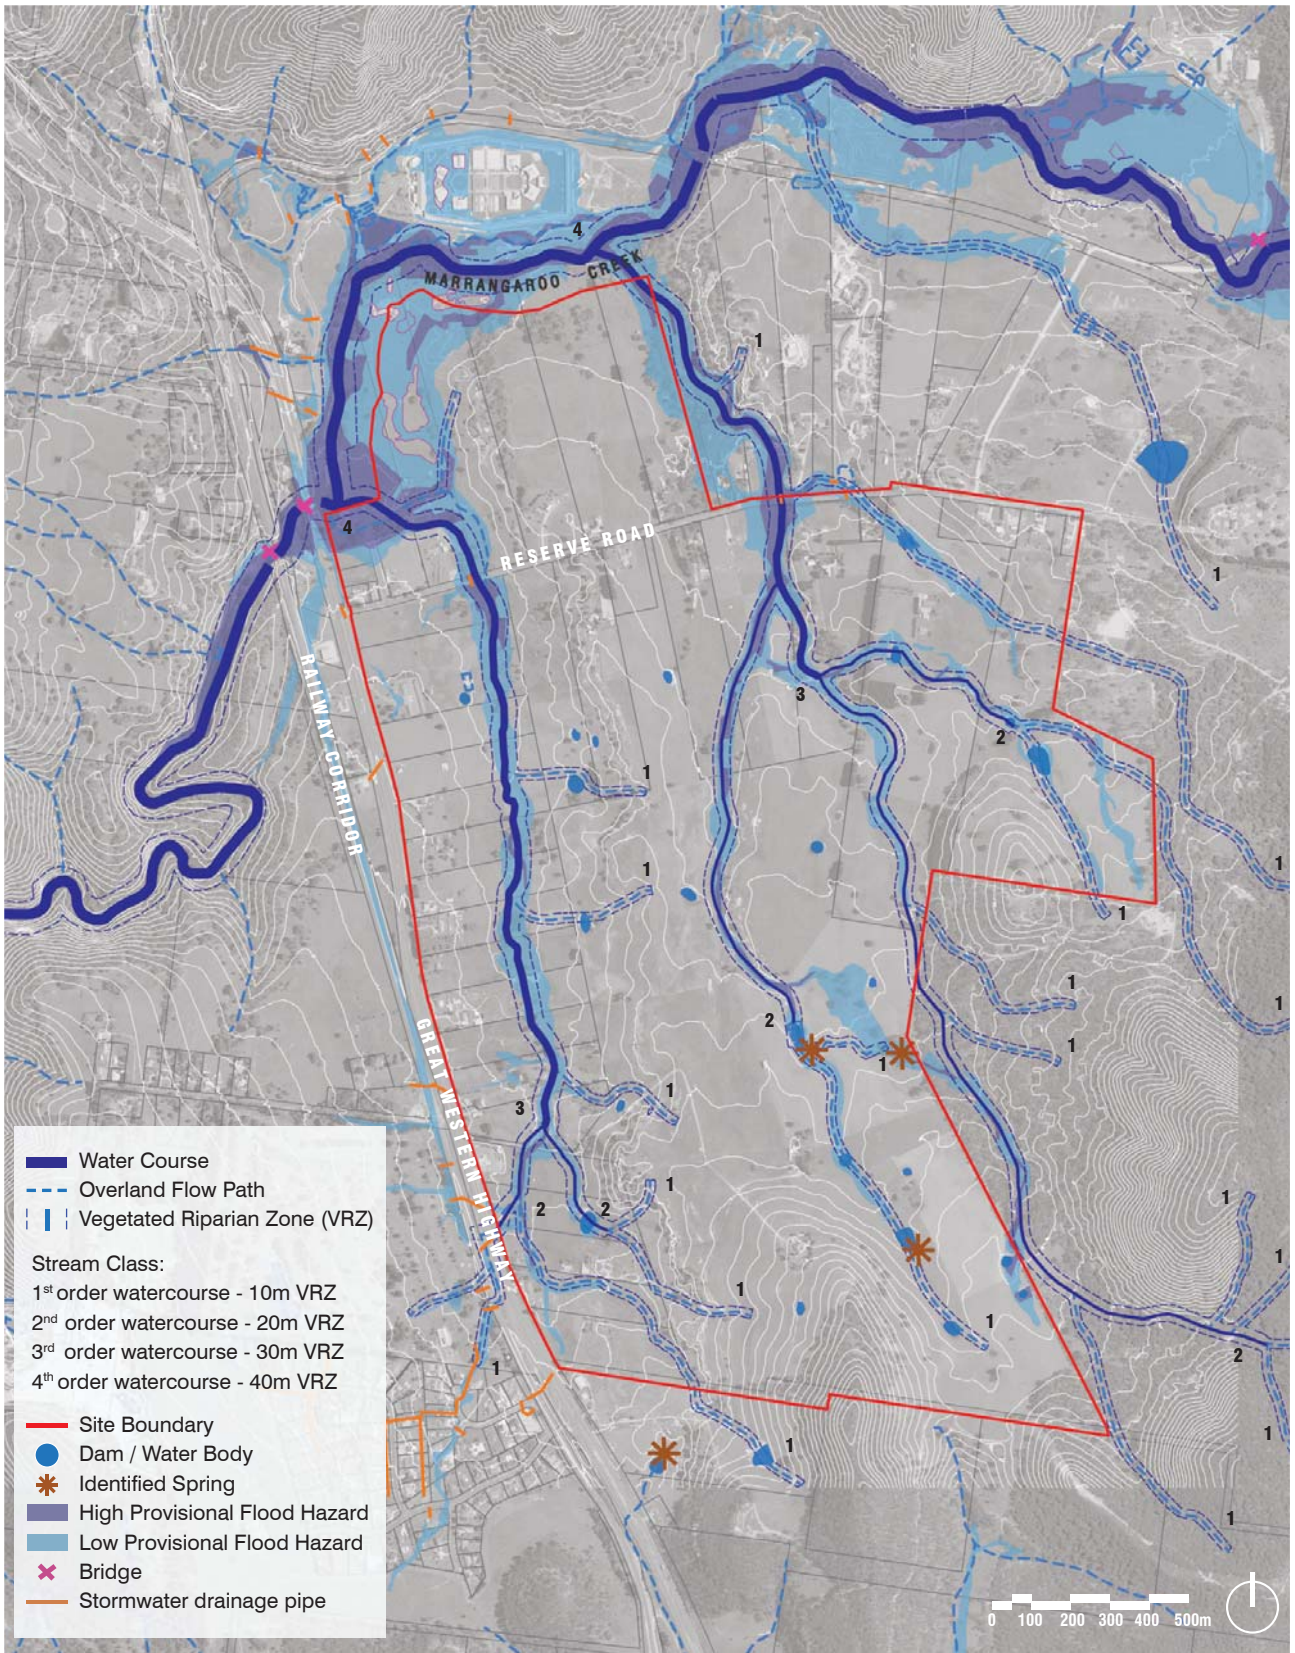 4
MARRANGAROO CREEK
1
4
RESERVE ROAD
1
RAILWAY CORRIDOR
3
2
1
1
1
1
1
1
2
1
1
GREAT WESTERN HIGHWAY
3
1
1
2
2
1
1
1
1
2
1
1
1
1
Water Course
Overland Flow Path
Vegetated Riparian Zone (VRZ)
Stream Class:
1st order watercourse - 10m VRZ
2nd order watercourse - 20m VRZ
3rd order watercourse - 30m VRZ
4th order watercourse - 40m VRZ
Site Boundary
Dam / Water Body
Identified Spring
High Provisional Flood Hazard
Low Provisional Flood Hazard
Bridge
Stormwater drainage pipe
0 100 200 300 400 500m